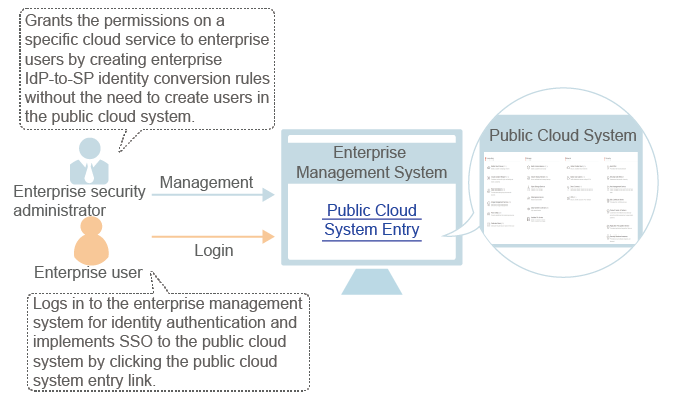 Grants the permissions on a
specific cloud service to enterprise
users by creating enterprise
IdP-to-SP identity conversion rules
without the need to create users in
the public cloud system.
Enterprise security
administrator
Management
Enterprise user
Login
Logs in to the enterprise management
system for identity authentication and
implements SSO to the public cloud
system by clicking the public cloud
system entry link.
Enterprise
Management System
Public Cloud
System Entry
Public Cloud System